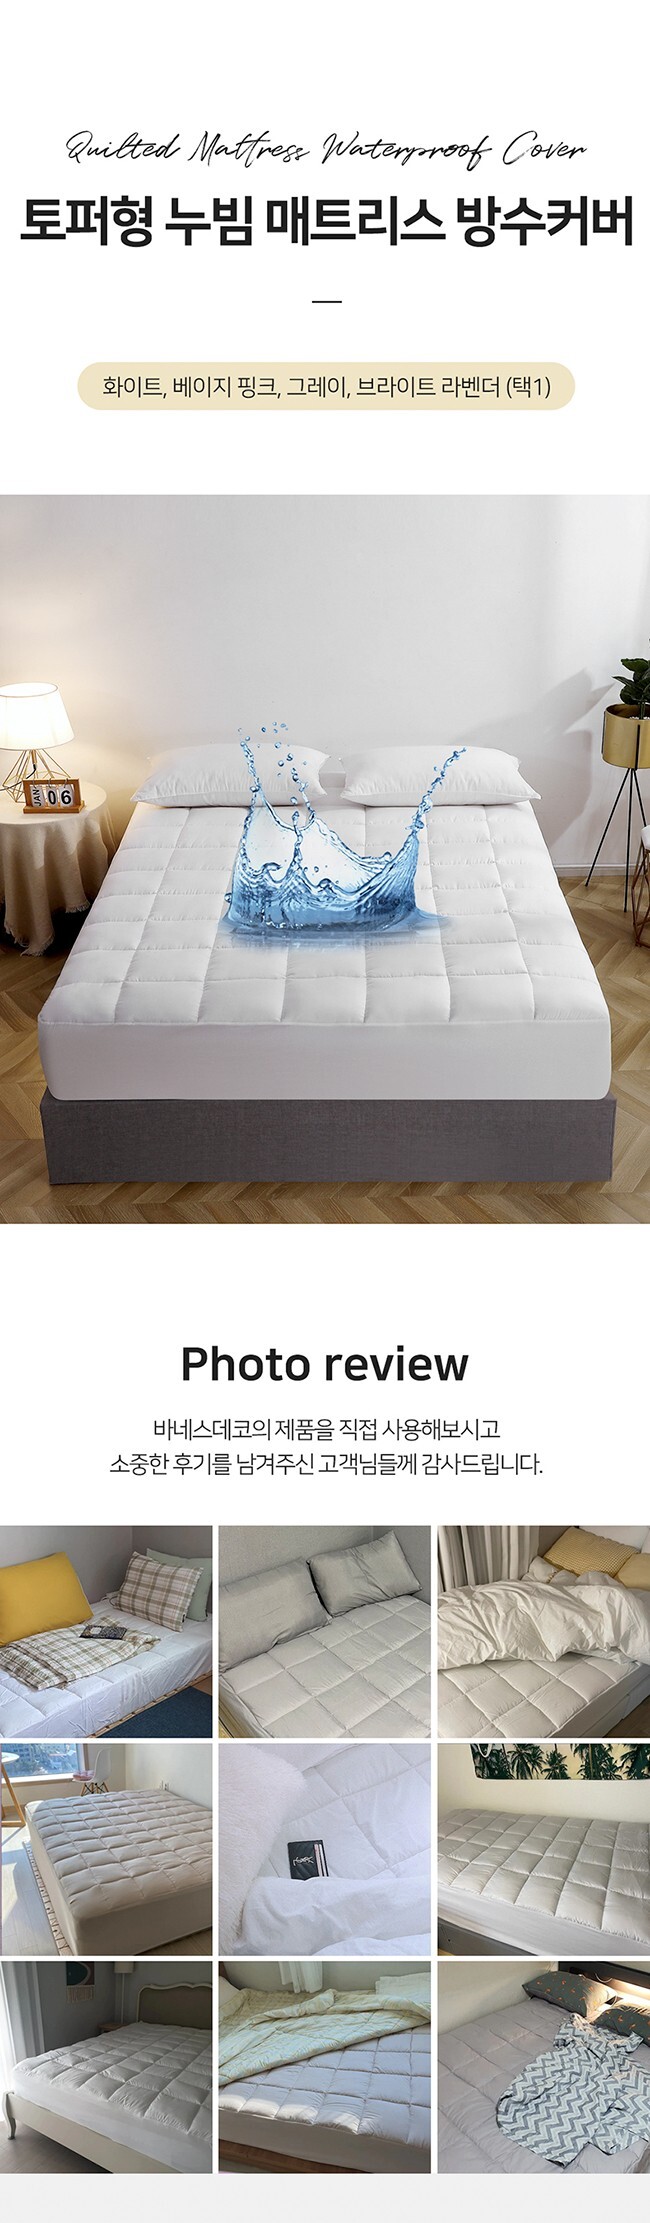 Quilted Mattress Waterproof Cover
토퍼형 누빔 매트리스 방수커버
화이트, 베이지 핑크, 그레이, 브라이트 라벤더 (택1)
JAN 06
Photo review
바네스데코의 제품을 직접 사용해보시고
소중한 후기를 남겨주신 고객님들께 감사드립니다.